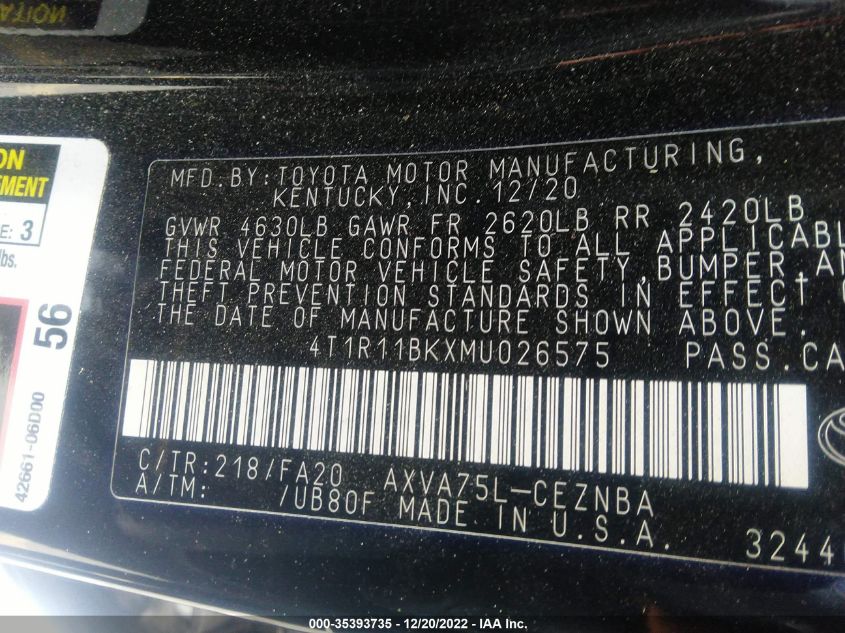 ON
EMENT
E: 3
lbs.
56
42661-06D00
MFD.BY:TOYOTA MOTOR MANUFACTURING,
KENTUCKY,INC.12/20
GVWR 4630LB GAWR FR 2620LB RR 2420LB
THIS VEHICLE CONFORMS TO ALL APPLICABL
FEDERAL MOTOR VEHICLE SAFETY,BUMPER,AN
THEFT PREVENTION STANDARDS IN EFFECT
THE DATE OF MANUFACTURE SHOWN ABOVE.
4T1R11BKXMU026575 PASS.CA
C/TR:218/FA20 AXVA75L-CEZNBA
A/TM: /UB80F MADE IN U.S.A.
3244
000-35393735 - 12/20/2022 - IAA Inc.